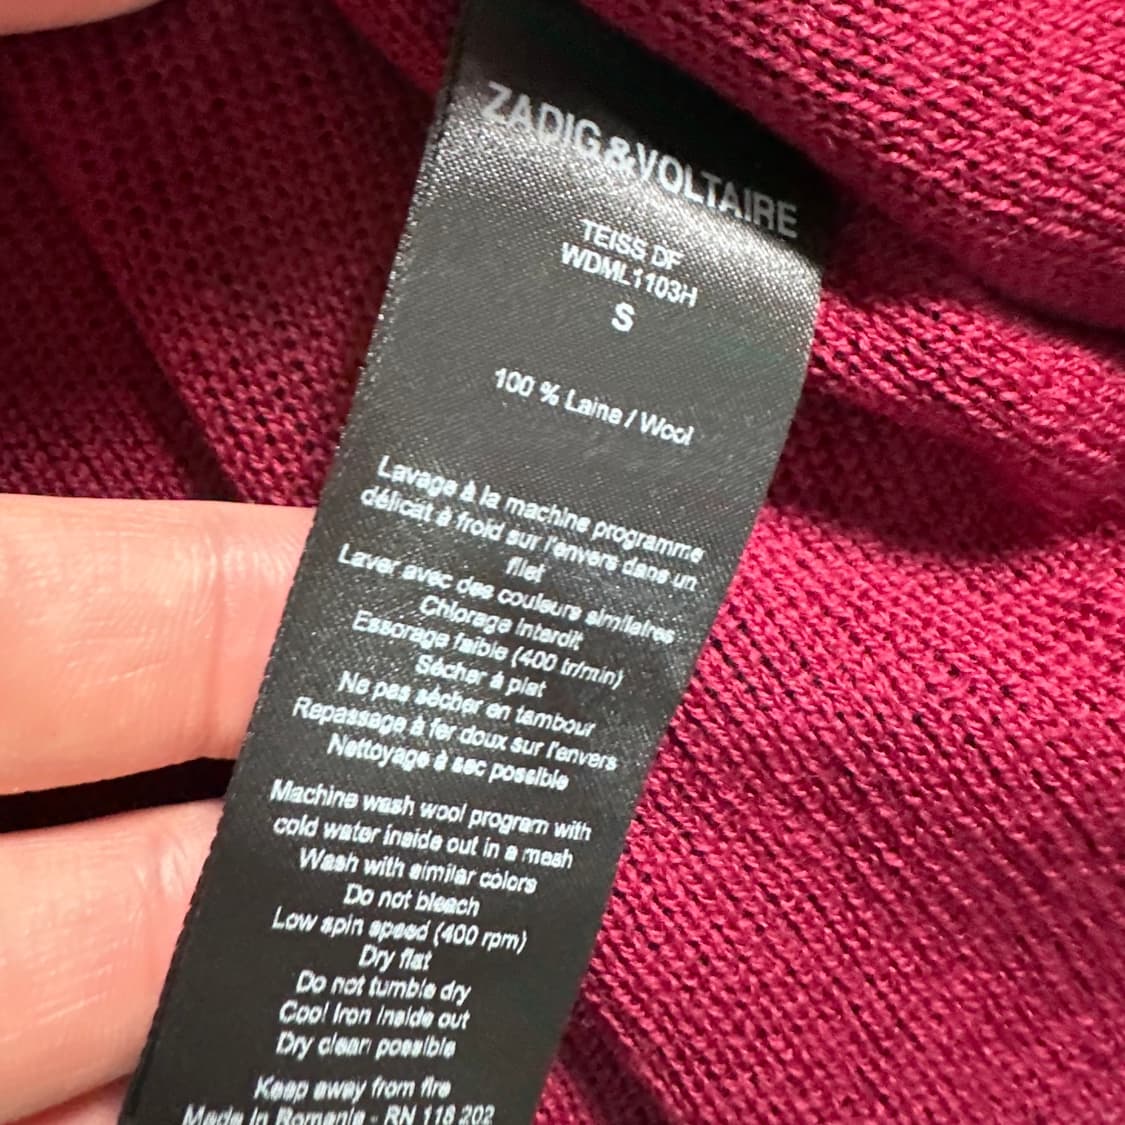 ZADIG&VOLTAIRE
TEISS DF
WDML1103H
S
100 % Laine / Wool
Lavage à la machine programme
délicat à froid sur l'envers dans un
filet
Laver avec des couleurs similaires
Chlorage interdit
Essorage faible (400 tr/min)
Sécher à plat
Ne pas sécher en tambour
Repassage à fer doux sur l'envers
Nettoyage à sec possible
Machine wash wool program with
cold water inside out in a mesh
Wash with similar colors
Do not bleach
Low spin speed (400 rpm)
Dry flat
Do not tumble dry
Cool Iron inside out
Dry clean possible
Keep away from fire
Made In Romania - RN 118 202